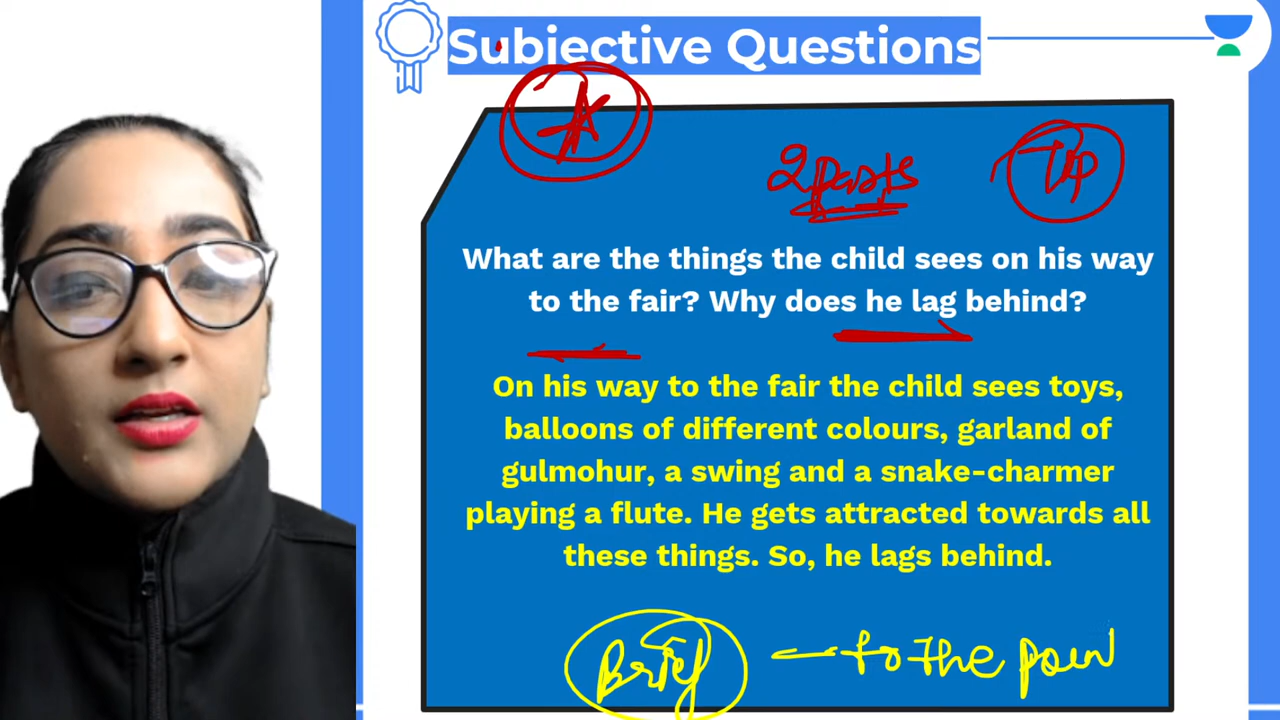 Subjective Questions
2 parts
Tip
What are the things the child sees on his way
to the fair? Why does he lag behind?
On his way to the fair the child sees toys,
balloons of different colours, garland of
gulmohur, a swing and a snake-charmer
playing a flute. He gets attracted towards all
these things. So, he lags behind.
Brief to the poin